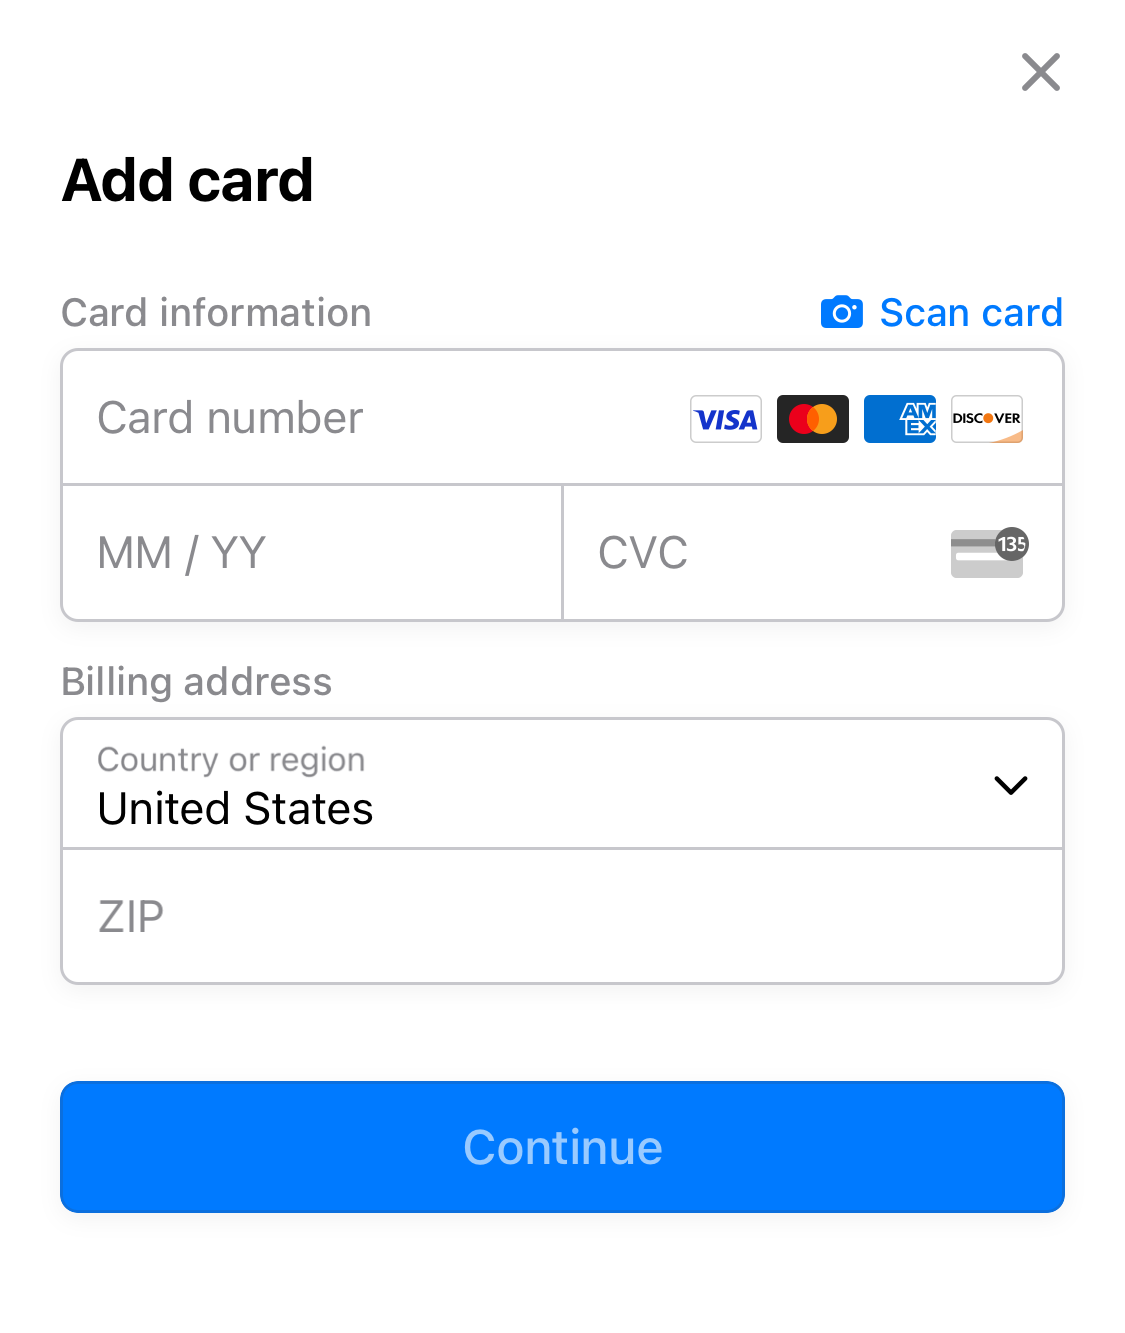 Add card
Card information Scan card
Card number VISA AM EX DISCOVER
MM / YY CVC 135
Billing address
Country or region
United States
ZIP
Continue